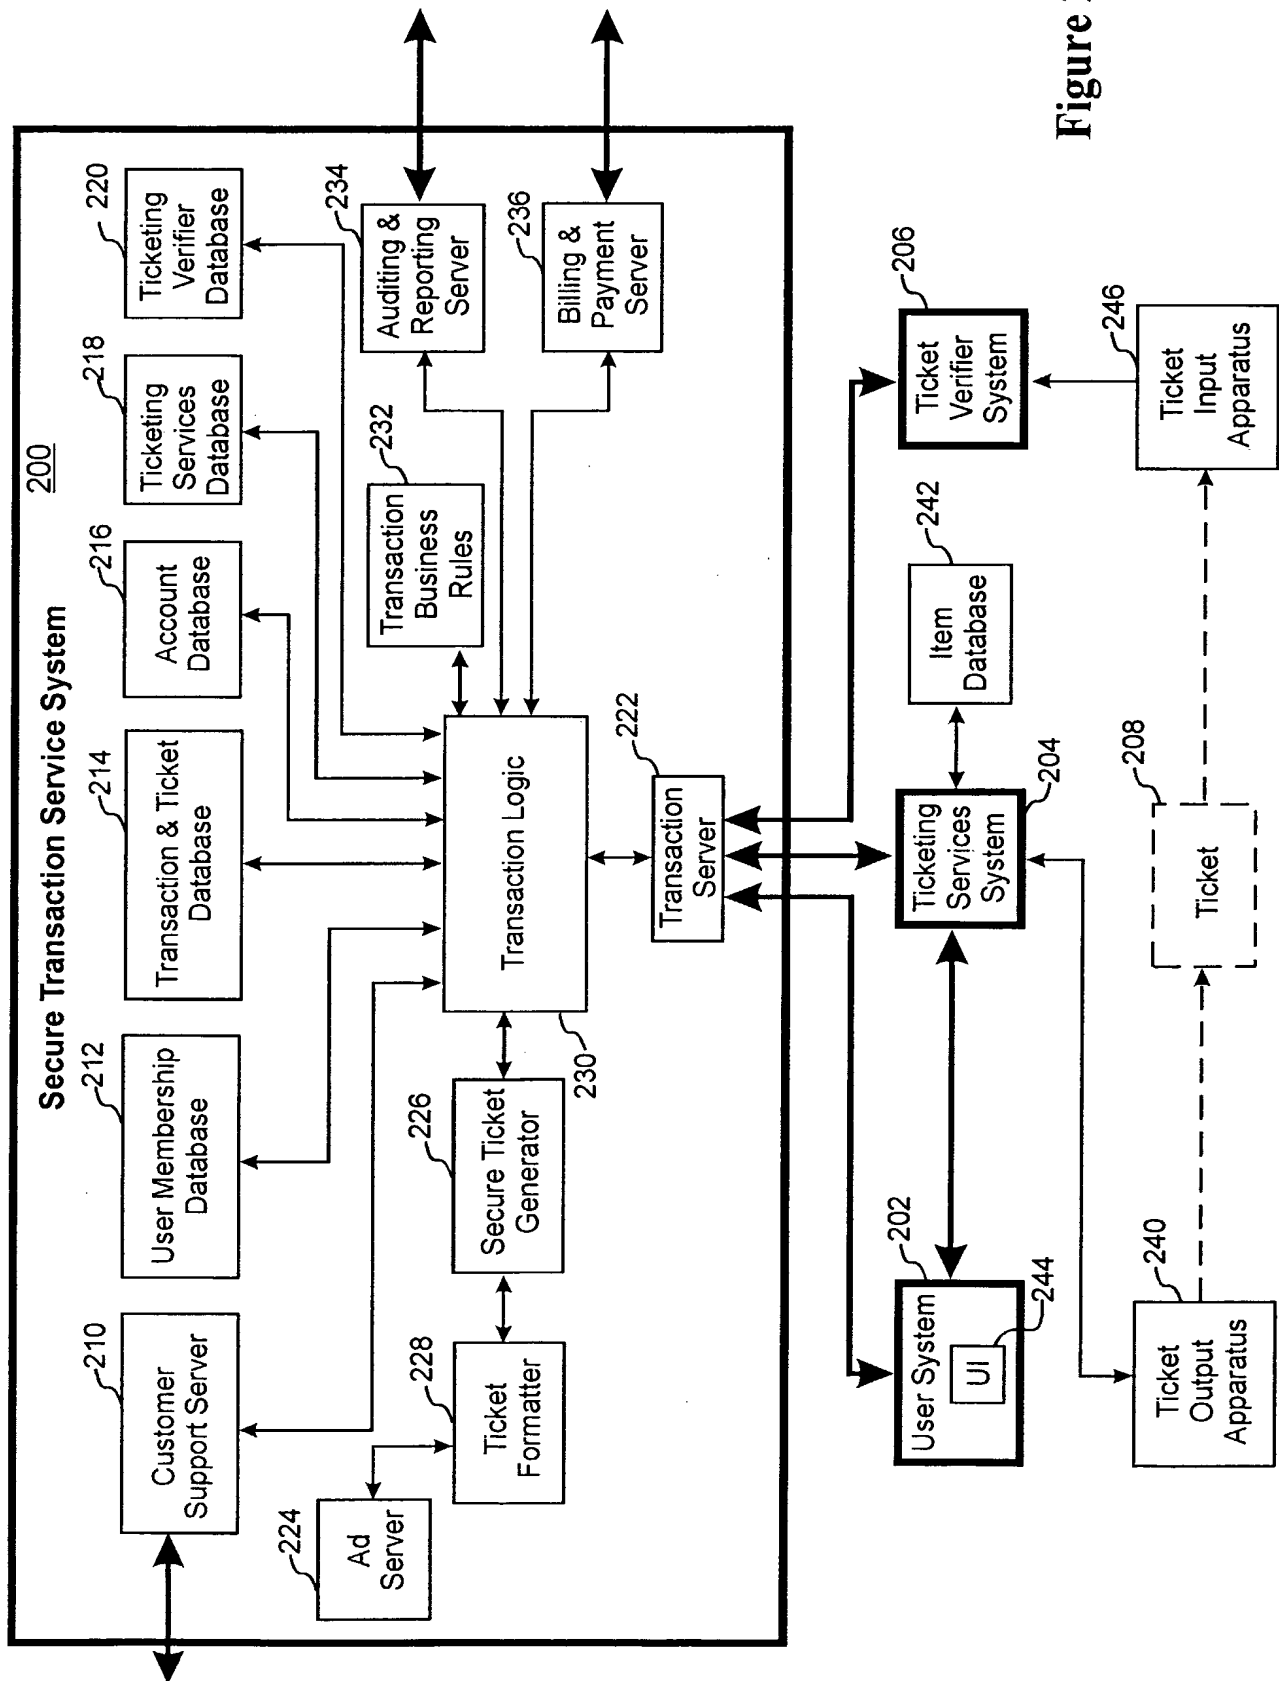 Secure Transaction Service System
200
210
Customer
Support Server
212
User Membership
Database
214
Transaction & Ticket
Database
216
Account
Database
218
Ticketing
Services
Database
220
Ticketing
Verifier
Database
224
Ad
Server
228
Ticket
Formatter
226
Secure Ticket
Generator
230
Transaction Logic
232
Transaction
Business
Rules
234
Auditing &
Reporting
Server
236
Billing &
Payment
Server
222
Transaction
Server
202
User System
UI
244
204
Ticketing
Services
System
242
Item
Database
206
Ticket
Verifier
System
240
Ticket
Output
Apparatus
208
Ticket
246
Ticket
Input
Apparatus
Figure